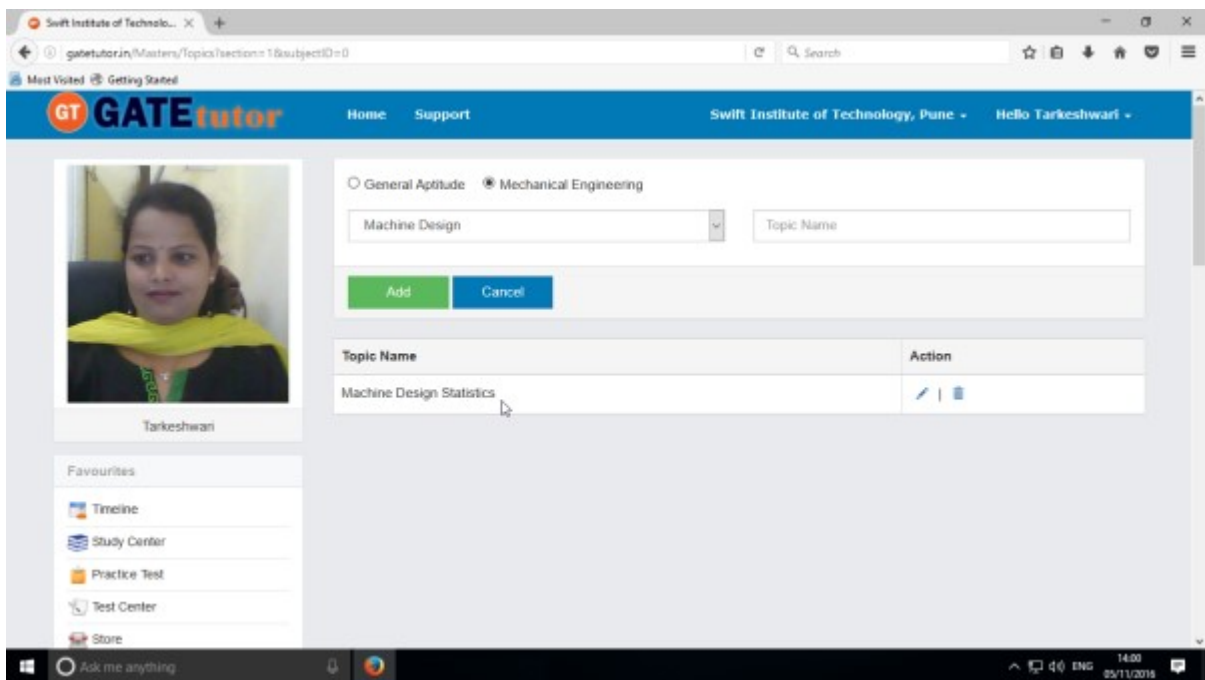 Swift Institute of Technolo...
gatetutor.in/Masters/Topics?section=1&subjectID=0
Search
Most Visited Getting Started
GT GATEtutor Home Support Swift Institute of Technology, Pune Hello Tarkeshwari
General Aptitude Mechanical Engineering
Machine Design Topic Name
Add Cancel
Topic Name Action
Machine Design Statistics |
Tarkeshwari
Favourites
Timeline
Study Center
Practice Test
Test Center
Store
Ask me anything ENG 14:00
05/11/2016